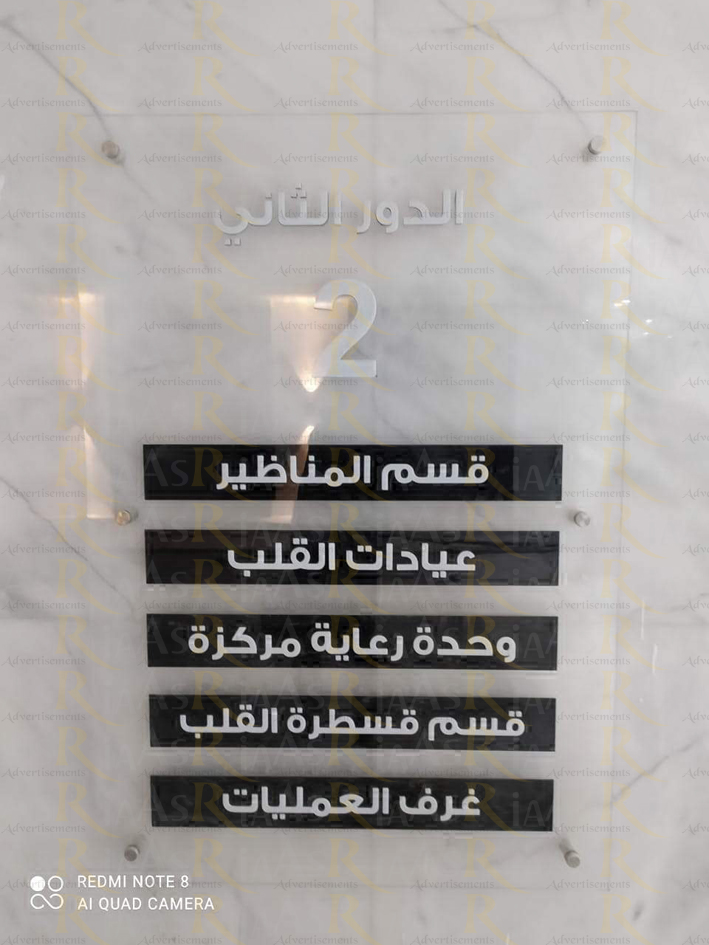 الدور الثاني
2
قسم المناظير
عيادات القلب
وحدة رعاية مركزة
قسم قسطرة القلب
غرف العمليات
REDMI NOTE 8
AI QUAD CAMERA
Advertisements